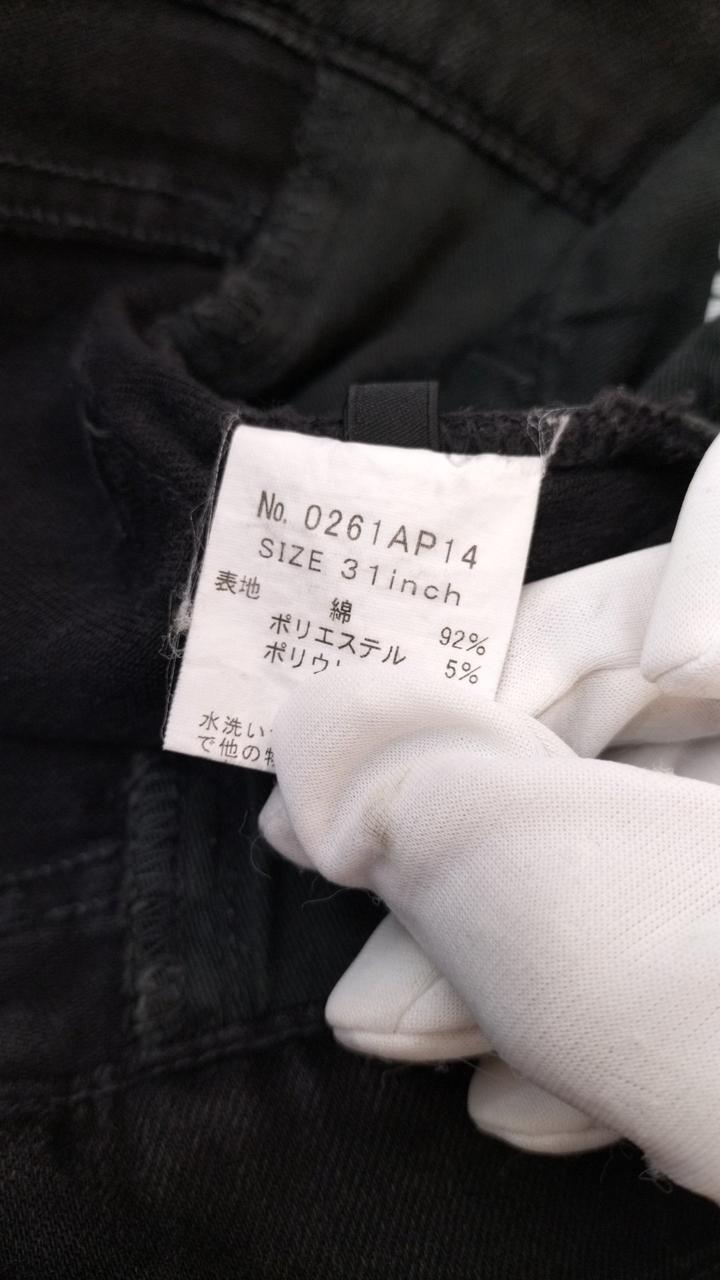 No. 0261AP14
SIZE 31inch
表地
綿 92%
ポリエステル 5%
ポリウ
水洗い
で他の